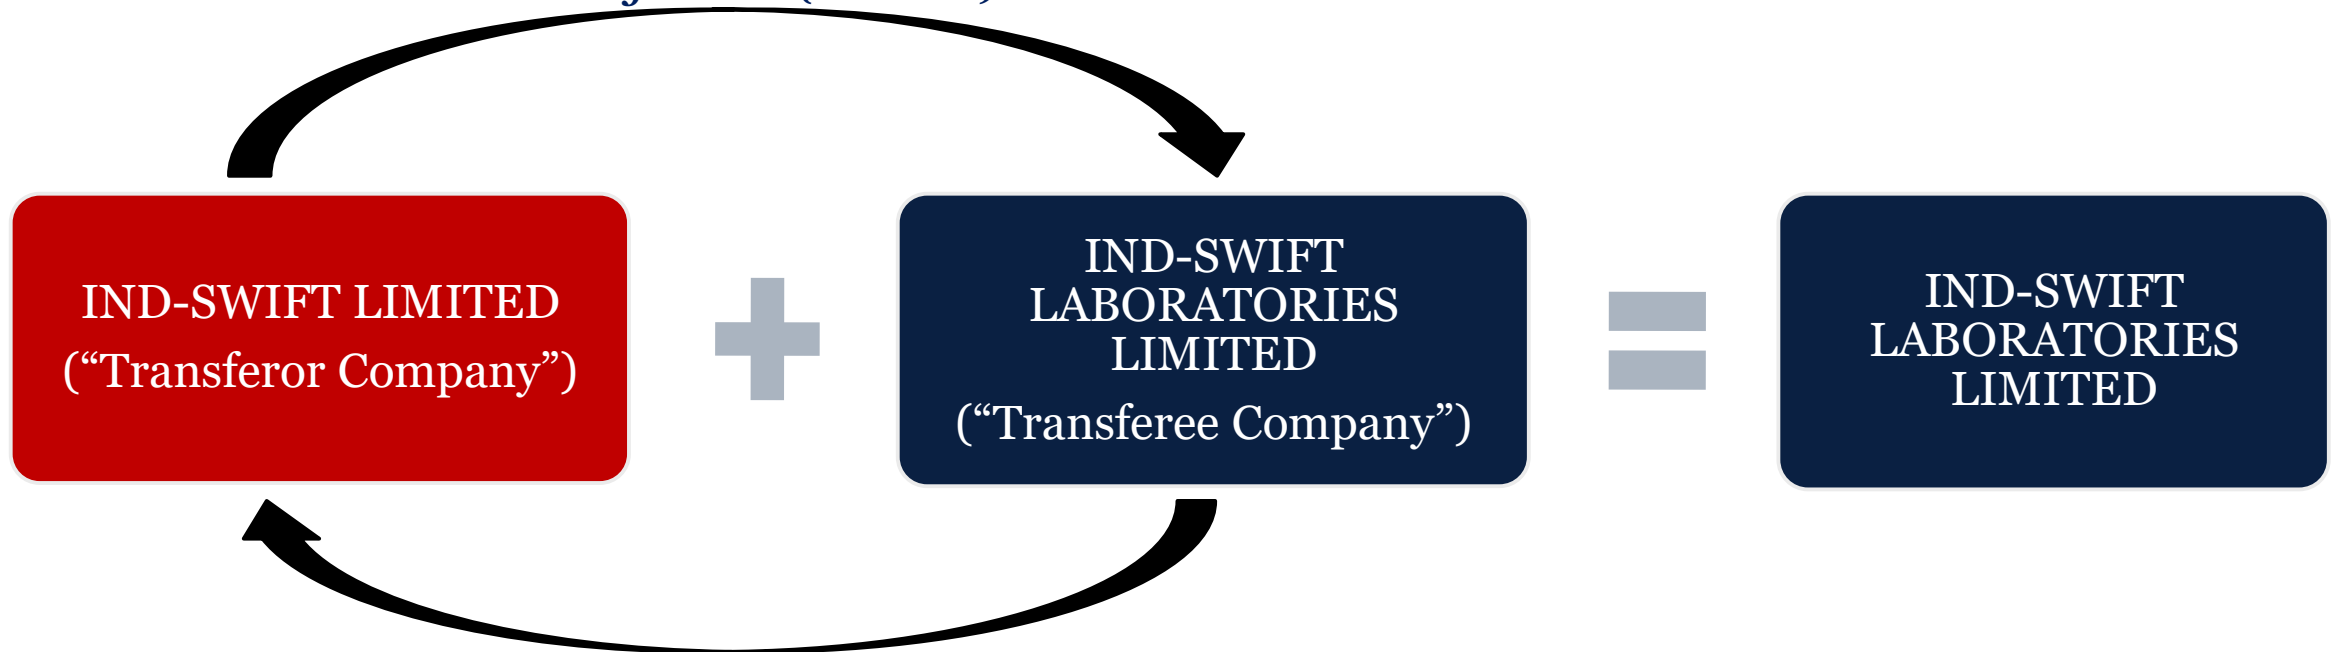 IND-SWIFT LIMITED
(“Transferor Company”)
IND-SWIFT
LABORATORIES
LIMITED
(“Transferee Company”)
IND-SWIFT
LABORATORIES
LIMITED